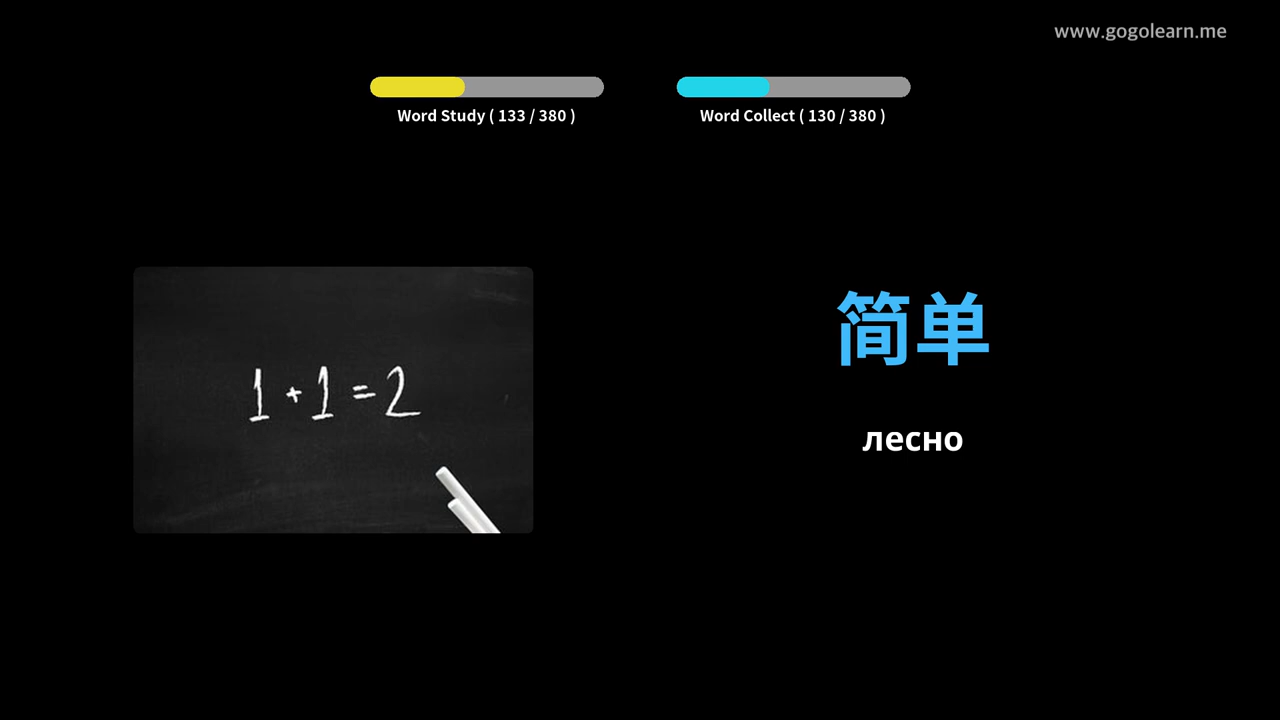 www.gogolearn.me
Word Study ( 133 / 380 )
Word Collect ( 130 / 380 )
1 + 1 = 2
简单
лесно